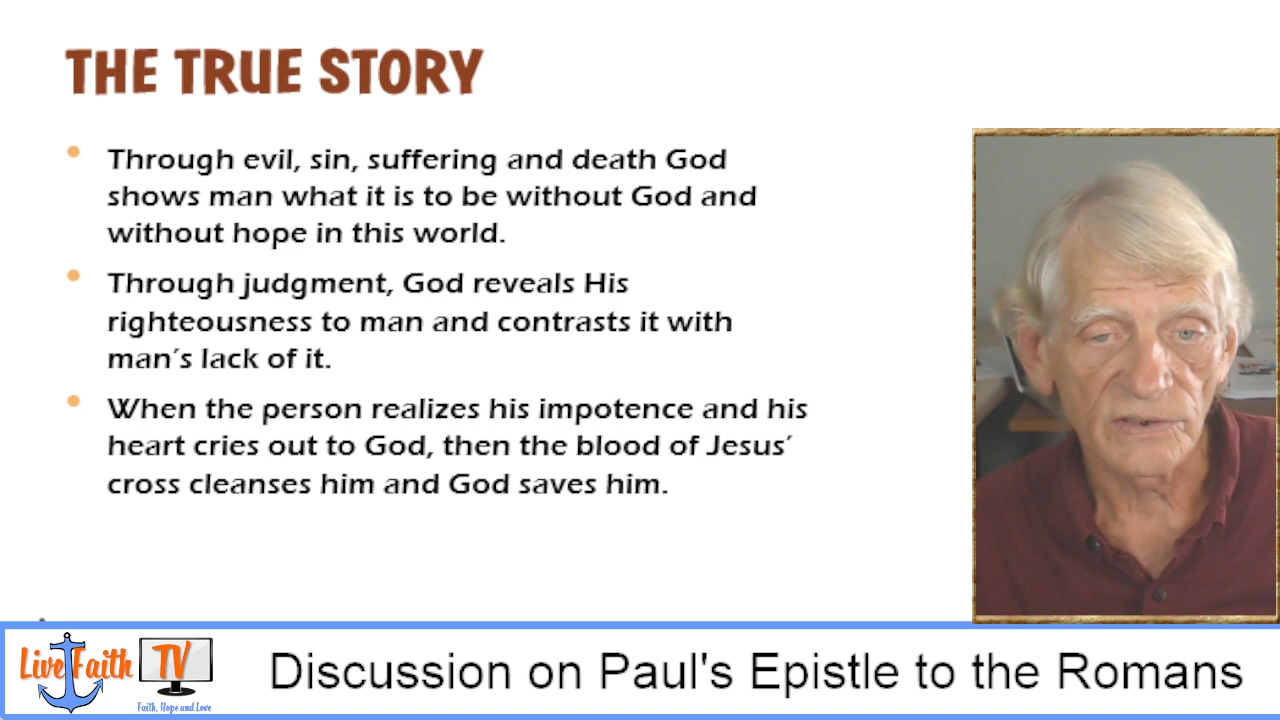 THE TRUE STORY
Through evil, sin, suffering and death God
shows man what it is to be without God and
without hope in this world.
Through judgment, God reveals His
righteousness to man and contrasts it with
man's lack of it.
When the person realizes his impotence and his
heart cries out to God, then the blood of Jesus'
cross cleanses him and God saves him.
Live Faith TV
Faith, Hope and Love
Discussion on Paul's Epistle to the Romans